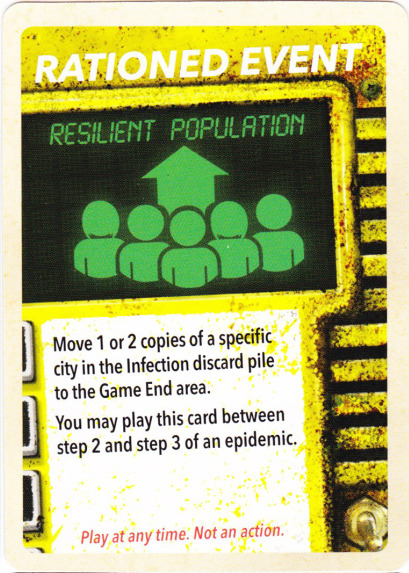 RATIONED EVENT
RESILIENT POPULATION
Move 1 or 2 copies of a specific
city in the Infection discard pile
to the Game End area.
You may play this card between
step 2 and step 3 of an epidemic.
Play at any time. Not an action.